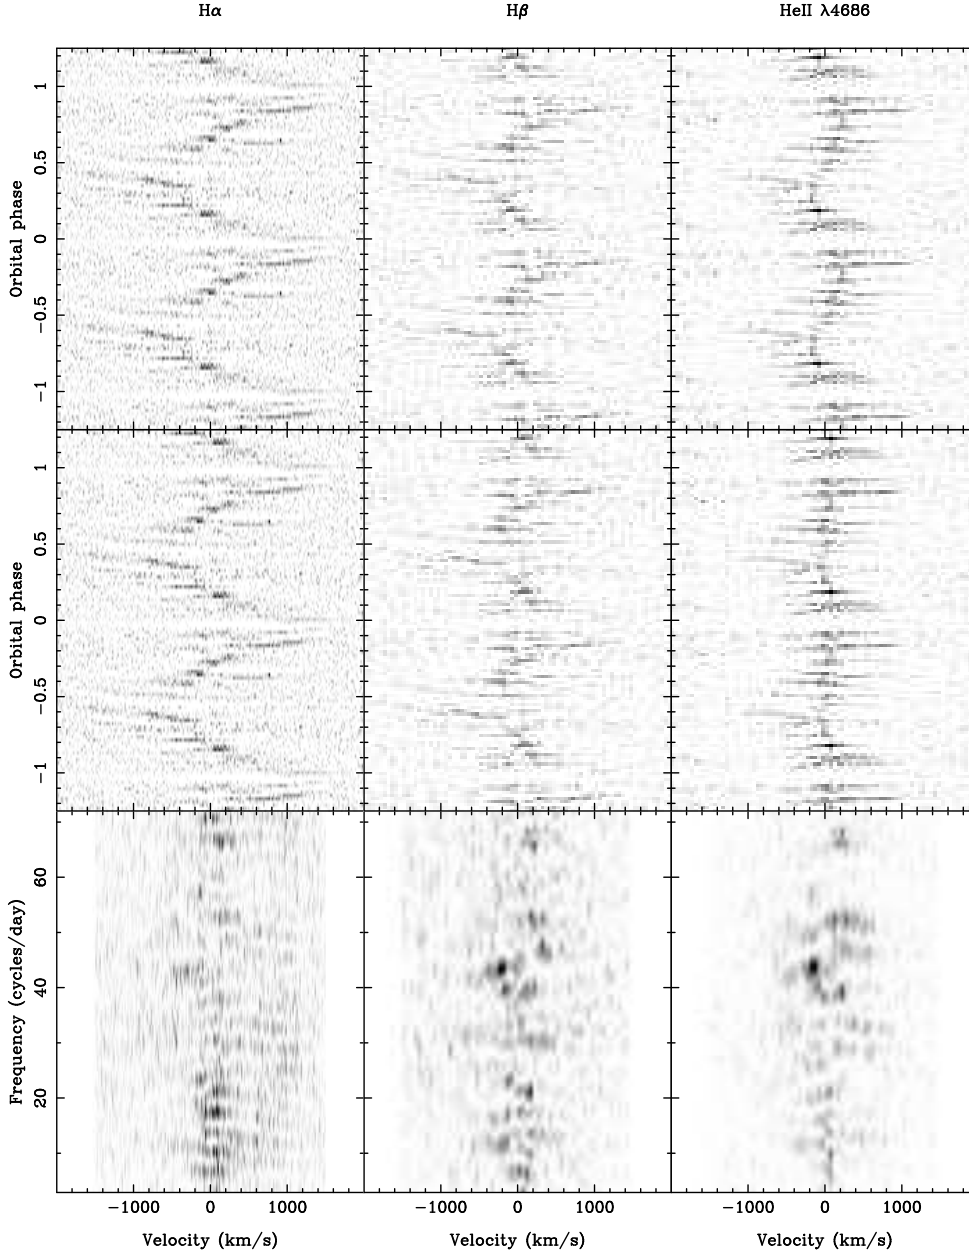 Hα Hβ HeII λ4686
Orbital phase
1
0.5
0
−0.5
−1
Orbital phase
1
0.5
0
−0.5
−1
Frequency (cycles/day)
60
40
20
−1000 0 1000 −1000 0 1000 −1000 0 1000
Velocity (km/s) Velocity (km/s) Velocity (km/s)